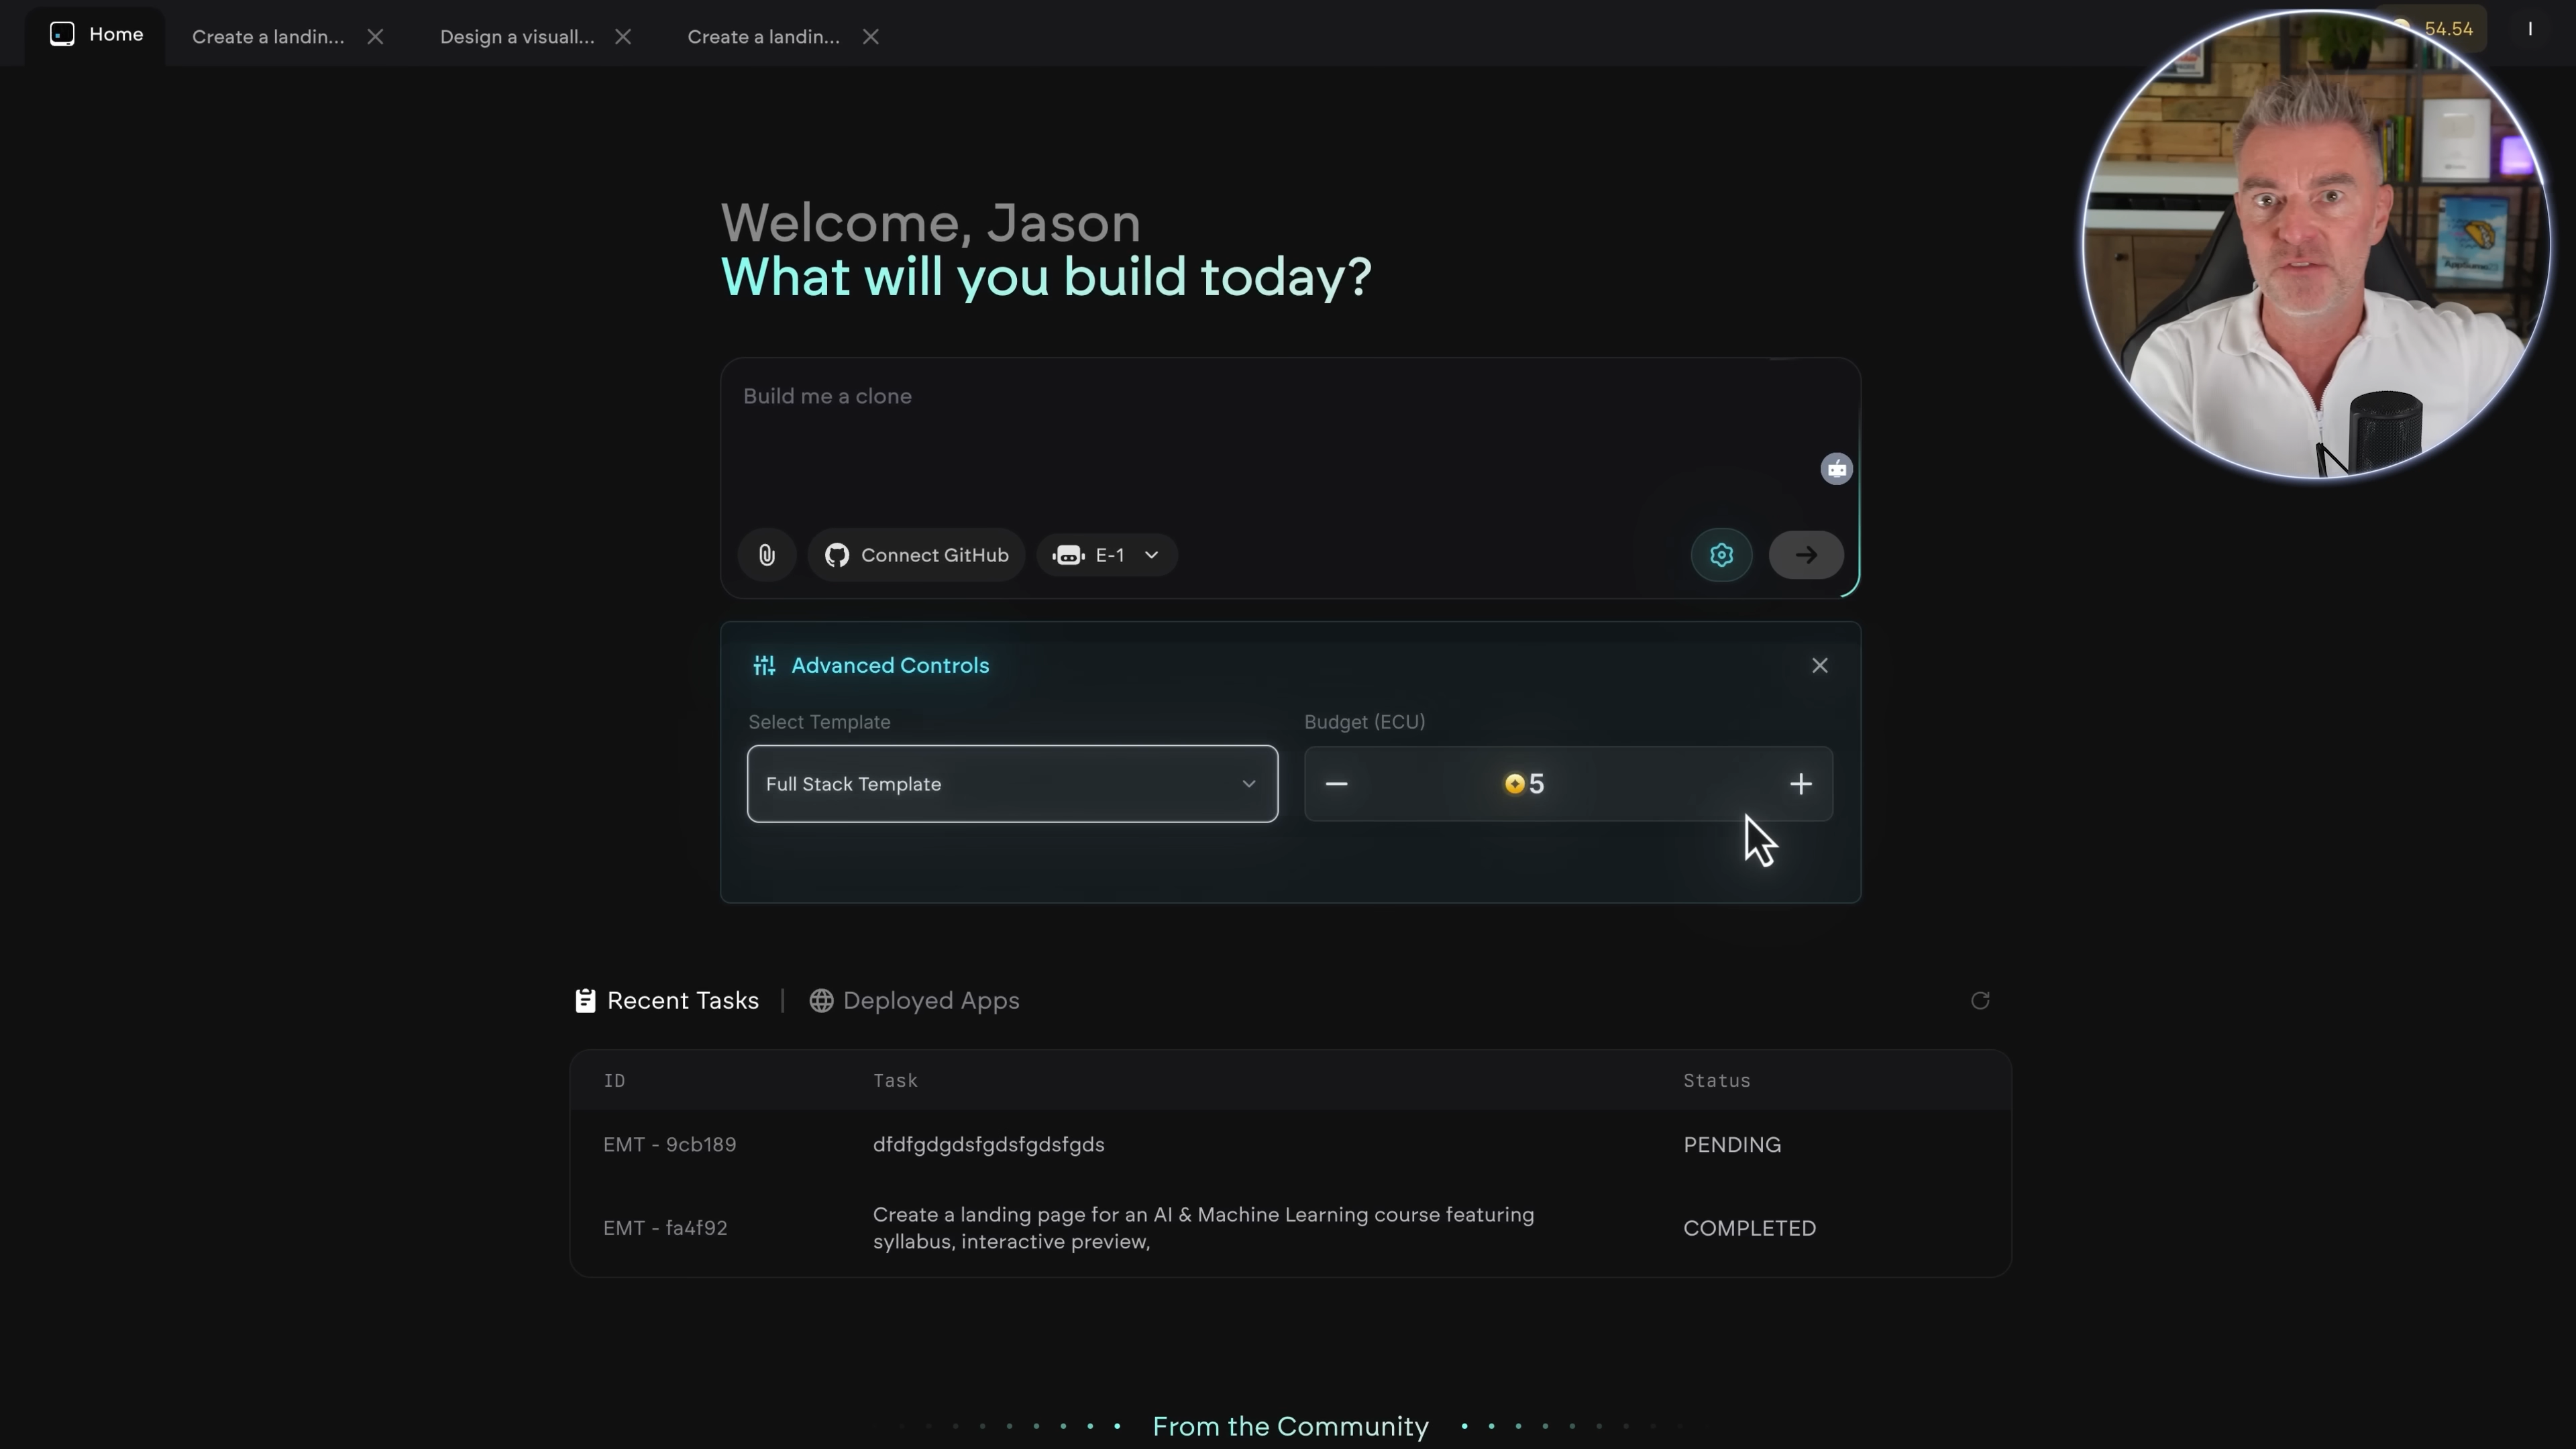 Home
Create a landin...
Design a visuall...
Create a landin...
54.54
I
Welcome, Jason
What will you build today?
Build me a clone
Connect GitHub
E-1
Advanced Controls
Select Template
Budget (ECU)
Full Stack Template
5
Recent Tasks
Deployed Apps
ID
Task
Status
EMT - 9cb189
dfdfgdgdsfgdsfgdsfgds
PENDING
EMT - fa4f92
Create a landing page for an AI & Machine Learning course featuring
syllabus, interactive preview,
COMPLETED
From the Community